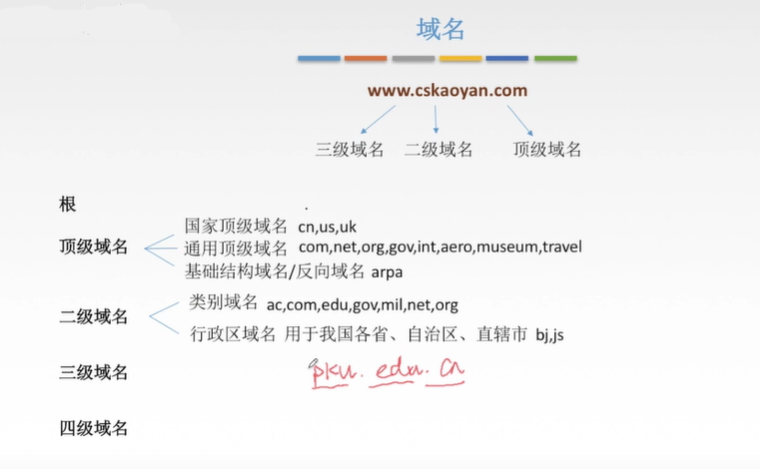 域名
www.cskaoyan.com
三级域名 二级域名 顶级域名
根 .
国家顶级域名 cn,us,uk
顶级域名 通用顶级域名 com,net,org,gov,int,aero,museum,travel
基础结构域名/反向域名 arpa
类别域名 ac,com,edu,gov,mil,net,org
二级域名
行政区域名 用于我国各省、自治区、直辖市 bj,js
三级域名 pku. edu. cn
四级域名